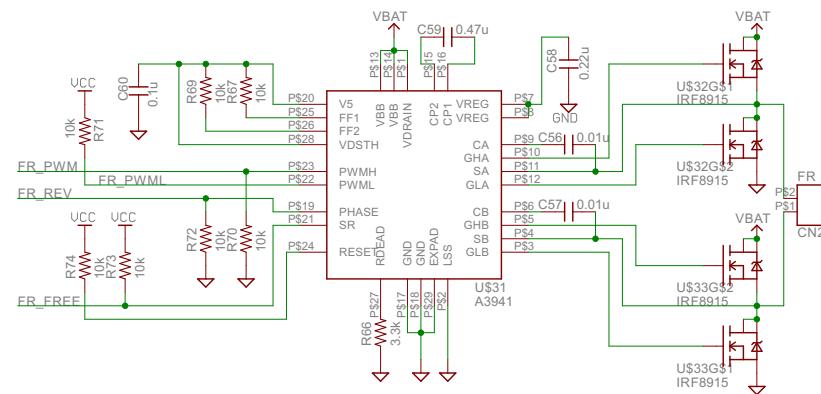 VBAT
VBAT
C59 0.47u
P$13
P$14
P$1
P$15
P$16
C58
0.22u
C60
0.1u
VCC
R69
10k
R67
10k
10k
R71
U$32G$1
IRF8915
P$20 V5
P$25 FF1
P$26 FF2
P$28 VDSTH
VBB
VBB
VDRAIN
CP2
CP1
VREG P$7
VREG P$8
GND
CA P$9 C56 0.01u
GHA P$10
SA P$11
GLA P$12
U$32G$2
IRF8915
FR_PWM
P$23 PWMH
FR_PWML
P$22 PWML
FR_REV
P$19 PHASE
P$21 SR
P$24 RESET
CB P$6 C57 0.01u
GHB P$5
SB P$4
GLB P$3
FR
P$2
P$1
CN2
VBAT
VCC
VCC
R74
10k
R73
10k
R72
10k
R70
10k
FR_FREE
RDEAD
GND
GND
EXPAD
LSS
P$27
P$17
P$18
P$29
P$2
U$31
A3941
R66
3.3k
U$33G$2
IRF8915
U$33G$1
IRF8915